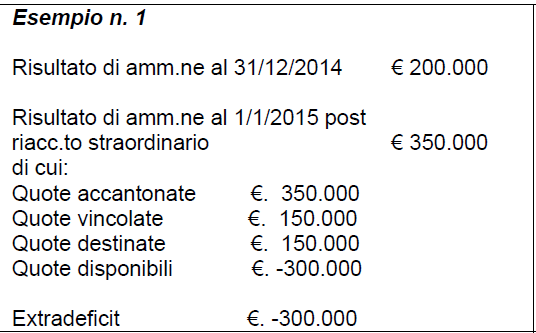 Esempio n. 1
Risultato di amm.ne al 31/12/2014 € 200.000
Risultato di amm.ne al 1/1/2015 post
riacc.to straordinario € 350.000
di cui:
Quote accantonate €. 350.000
Quote vincolate €. 150.000
Quote destinate €. 150.000
Quote disponibili €. -300.000
Extradeficit €. -300.000